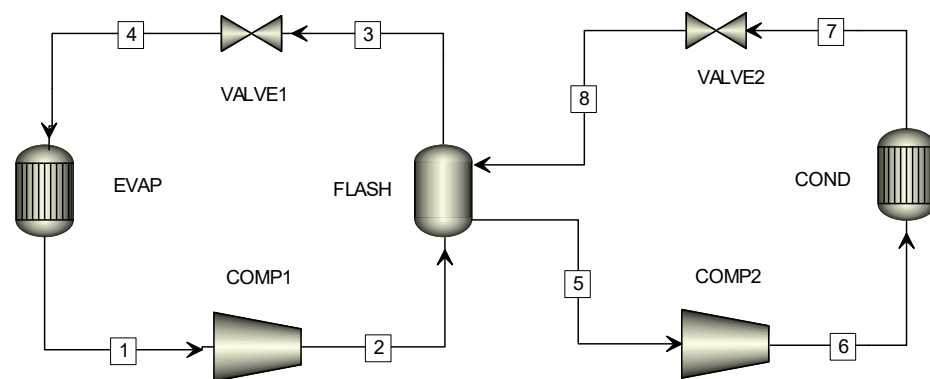 4
3
7
VALVE1
VALVE2
8
EVAP
FLASH
COND
COMP1
COMP2
5
1
2
6